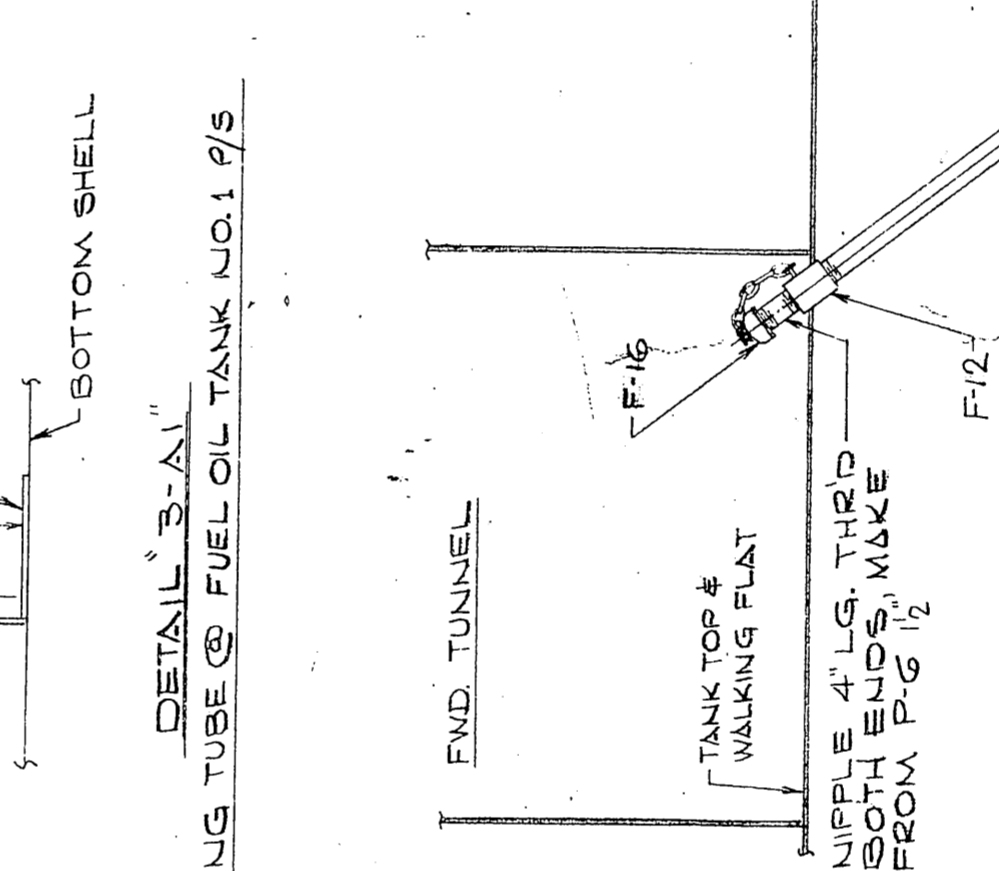 BOTTOM SHELL
DETAIL "B-A1"
NG TUBE @ FUEL OIL TANK NO.1 P/S
FWD. TUNNEL
F-16
TANK TOP &
WALKING FLAT
NIPPLE 4" LG. THR'D
BOTH ENDS, MAKE
FROM P-6 1½"
F-12